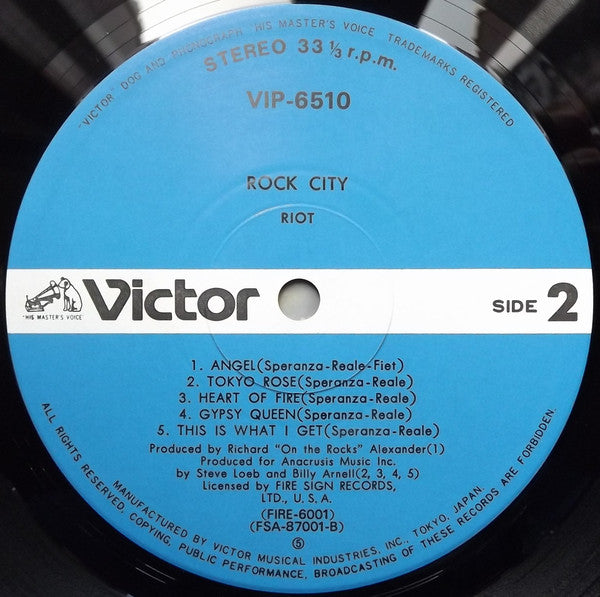 "VICTOR" DOG AND PHONOGRAPH "HIS MASTER'S VOICE" TRADEMARKS REGISTERED
STEREO 33 ⅓ r.p.m.
VIP-6510
ROCK CITY
RIOT
"HIS MASTER'S VOICE"
Victor
SIDE 2
1. ANGEL(Speranza-Reale-Fiet)
2. TOKYO ROSE(Speranza-Reale)
3. HEART OF FIRE(Speranza-Reale)
4. GYPSY QUEEN(Speranza-Reale)
5. THIS IS WHAT I GET(Speranza-Reale)
Produced by Richard "On the Rocks" Alexander(1)
Produced for Anacrusis Music Inc.
by Steve Loeb and Billy Arnell(2, 3, 4, 5)
Licensed by FIRE SIGN RECORDS,
LTD., U.S.A.
(FIRE-6001)
(FSA-87001-B)
⑤
MANUFACTURED BY VICTOR MUSICAL INDUSTRIES, INC., TOKYO, JAPAN.
ALL RIGHTS RESERVED, COPYING, PUBLIC PERFORMANCE, BROADCASTING OF THESE RECORDS ARE FORBIDDEN.